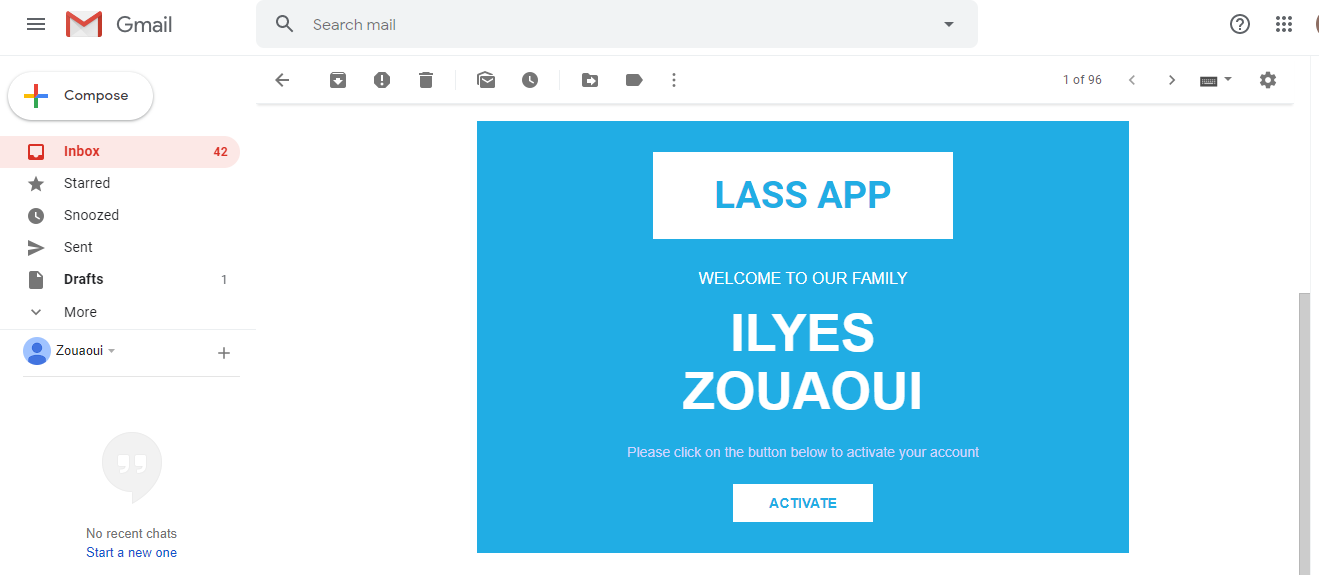 Gmail
Search mail
Compose
1 of 96
Inbox 42
Starred
Snoozed
Sent
Drafts 1
More
Zouaoui
No recent chats
Start a new one
LASS APP
WELCOME TO OUR FAMILY
ILYES
ZOUAOUI
Please click on the button below to activate your account
ACTIVATE